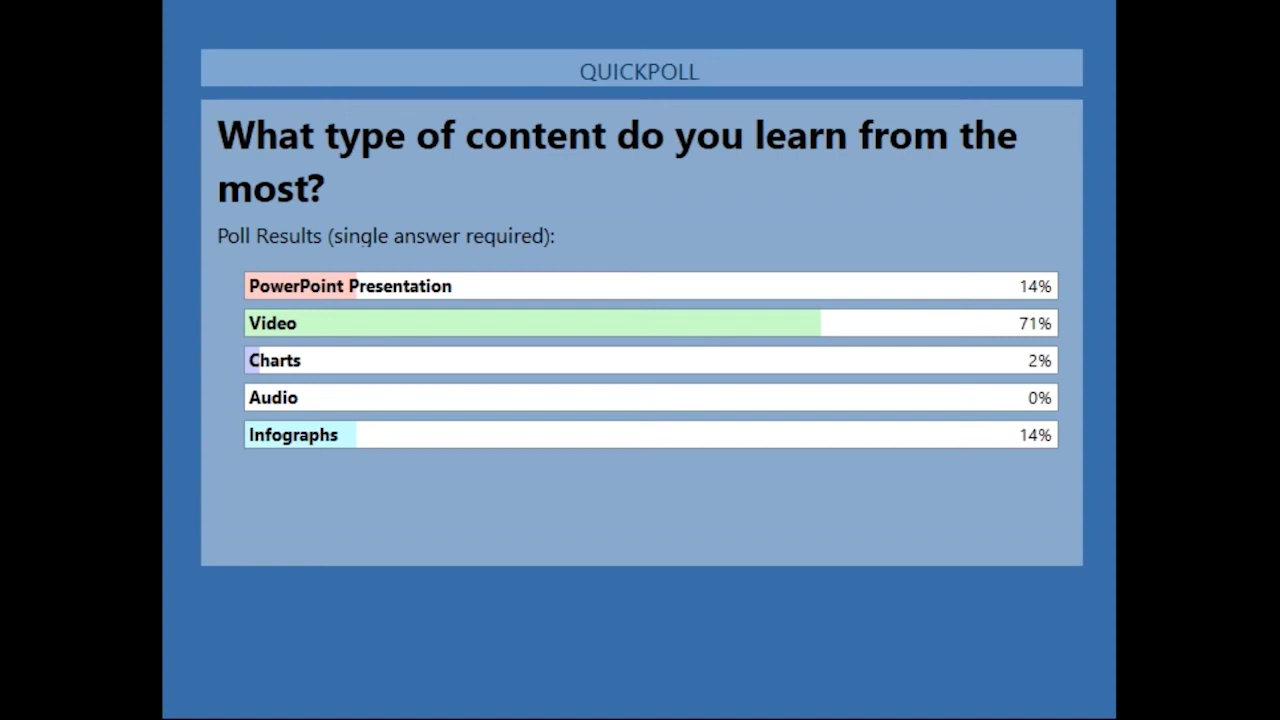 QUICKPOLL
What type of content do you learn from the
most?
Poll Results (single answer required):
PowerPoint Presentation 14%
Video 71%
Charts 2%
Audio 0%
Infographs 14%